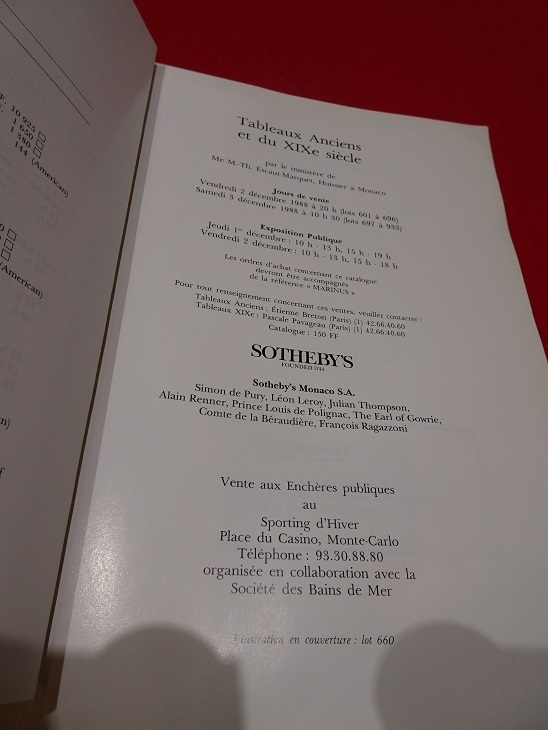 10 925 □
1 650 □
1 380 □
144 (American)
□
□
□
American)
Tableaux Anciens
et du XIXe siècle
par le ministère de
Me M. Th. Escaut-Marquet, Huissier à Monaco
Jours de vente
Vendredi 2 décembre 1988 à 20 h (lots 601 à 696)
Samedi 3 décembre 1988 à 10 h 30 (lots 697 à 933)
Exposition Publique
Jeudi 1er décembre : 10 h - 13 h, 15 h - 19 h
Vendredi 2 décembre : 10 h - 13 h, 15 h - 18 h
Les ordres d'achat concernant ce catalogue
devront être accompagnés
de la référence « MARINUS »
Pour tout renseignement concernant ces ventes, veuillez contacter :
Tableaux Anciens : Étienne Breton (Paris) (1) 42.66.40.60
Tableaux XIXe : Pascale Pavageau (Paris) (1) 42.66.40.60
Catalogue : 150 FF
SOTHEBY'S
FOUNDED 1744
Sotheby's Monaco S.A.
Simon de Pury, Léon Leroy, Julian Thompson,
Alain Renner, Prince Louis de Polignac, The Earl of Gowrie,
Comte de la Béraudière, François Ragazzoni
Vente aux Enchères publiques
au
Sporting d'Hiver
Place du Casino, Monte-Carlo
Téléphone : 93.30.88.80
organisée en collaboration avec la
Société des Bains de Mer
Illustration en couverture : lot 660